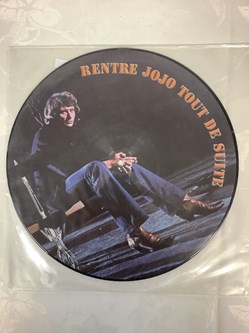 RENTRE JOJO TOUT DE SUITE